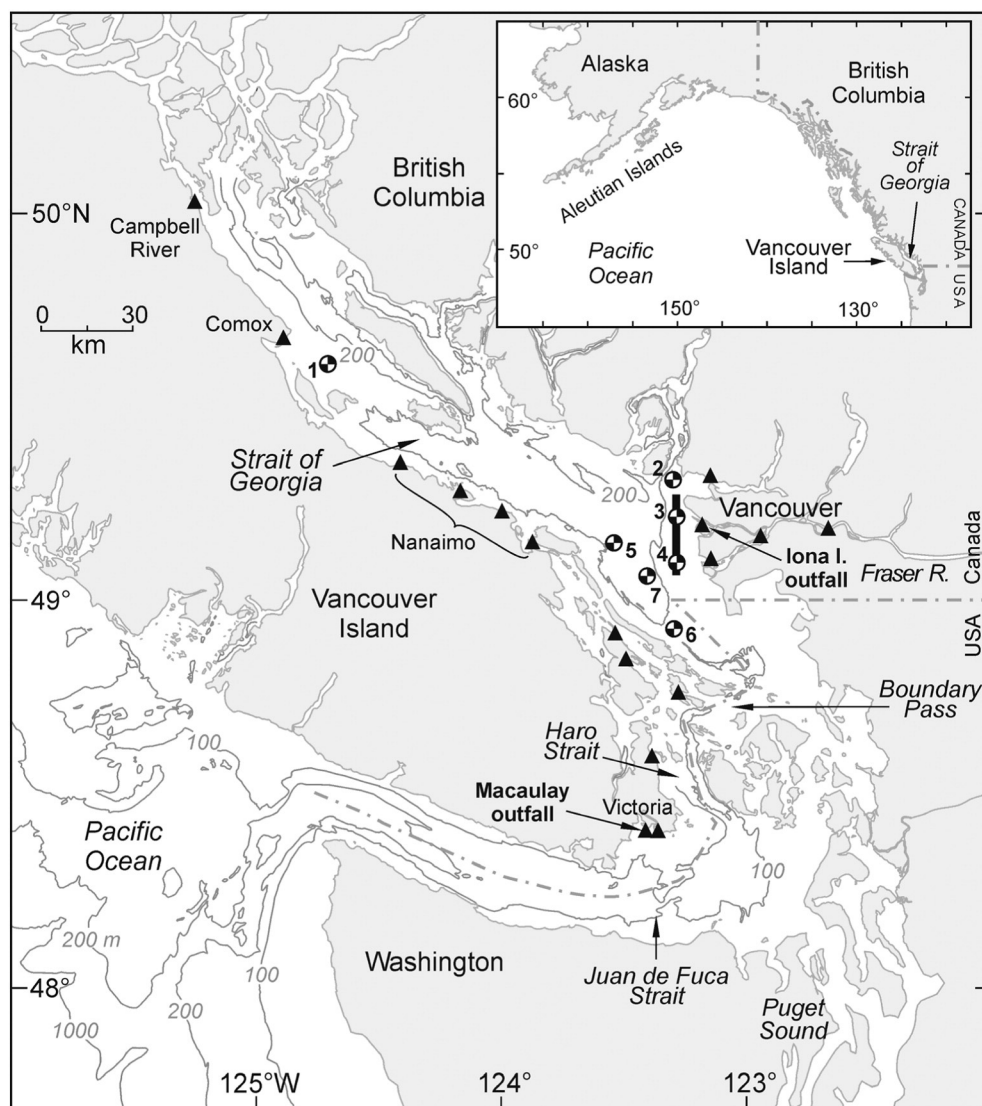 Alaska
British
Columbia
60°
Aleutian Islands
Strait
of
Georgia
50°
Pacific
Ocean
Vancouver
Island
CANADA
USA
150°
130°
British
Columbia
50°N
Campbell
River
0 30
km
Comox
1
200
Strait of
Georgia
200
2
3
4
5
7
6
Vancouver
Iona I.
outfall
Fraser R.
Canada
USA
Nanaimo
49°
Vancouver
Island
Boundary
Pass
Haro
Strait
Macaulay
outfall
Victoria
100
Pacific
Ocean
100
200 m
100
200
1000
48°
Washington
Juan de Fuca
Strait
Puget
Sound
125°W
124°
123°